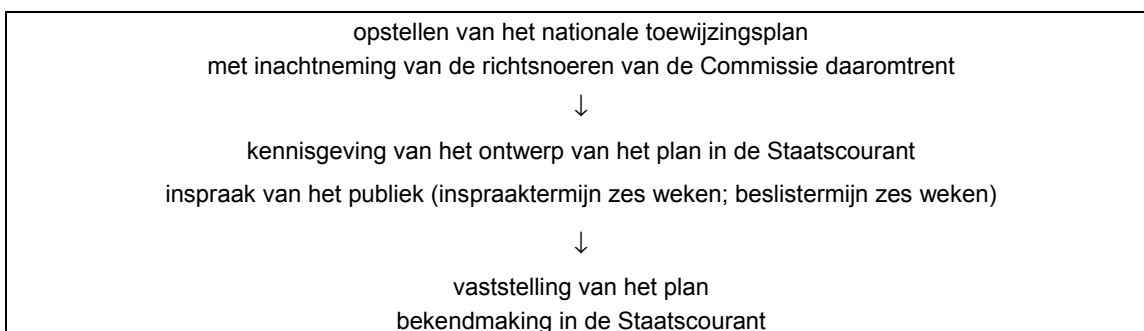 opstellen van het nationale toewijzingsplan
met inachtneming van de richtsnoeren van de Commissie daaromtrent
↓
kennisgeving van het ontwerp van het plan in de Staatscourant
inspraak van het publiek (inspraaktermijn zes weken; beslistermijn zes weken)
↓
vaststelling van het plan
bekendmaking in de Staatscourant